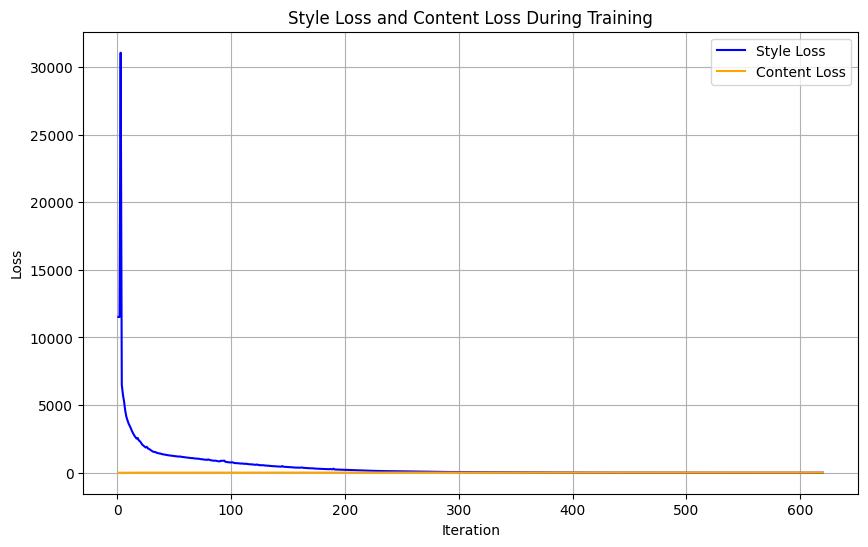 Style Loss and Content Loss During Training
Style Loss
Content Loss
30000
25000
20000
15000
10000
5000
0
Loss
0 100 200 300 400 500 600
Iteration